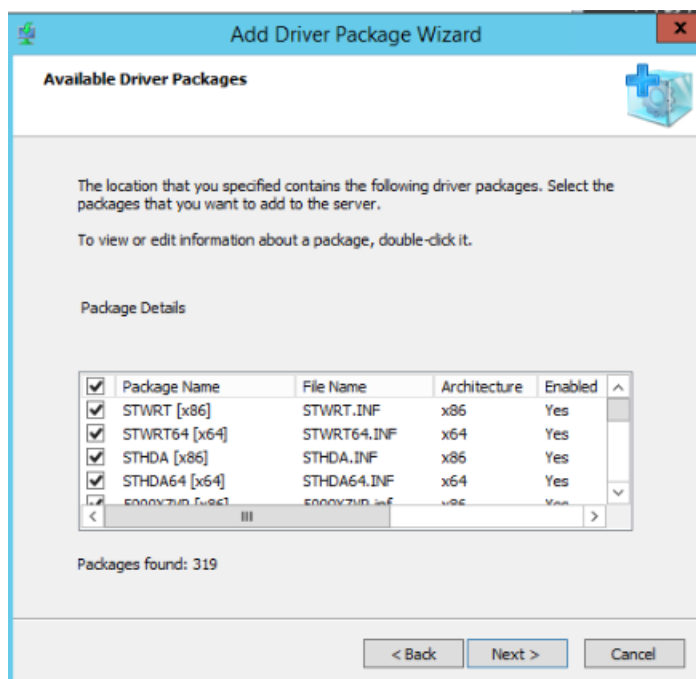 Add Driver Package Wizard
x
Available Driver Packages
The location that you specified contains the following driver packages. Select the
packages that you want to add to the server.
To view or edit information about a package, double-click it.
Package Details
Package Name File Name Architecture Enabled
STWRT [x86] STWRT.INF x86 Yes
STWRT64 [x64] STWRT64.INF x64 Yes
STHDA [x86] STHDA.INF x86 Yes
STHDA64 [x64] STHDA64.INF x64 Yes
x86 Yes
Packages found: 319
< Back Next > Cancel